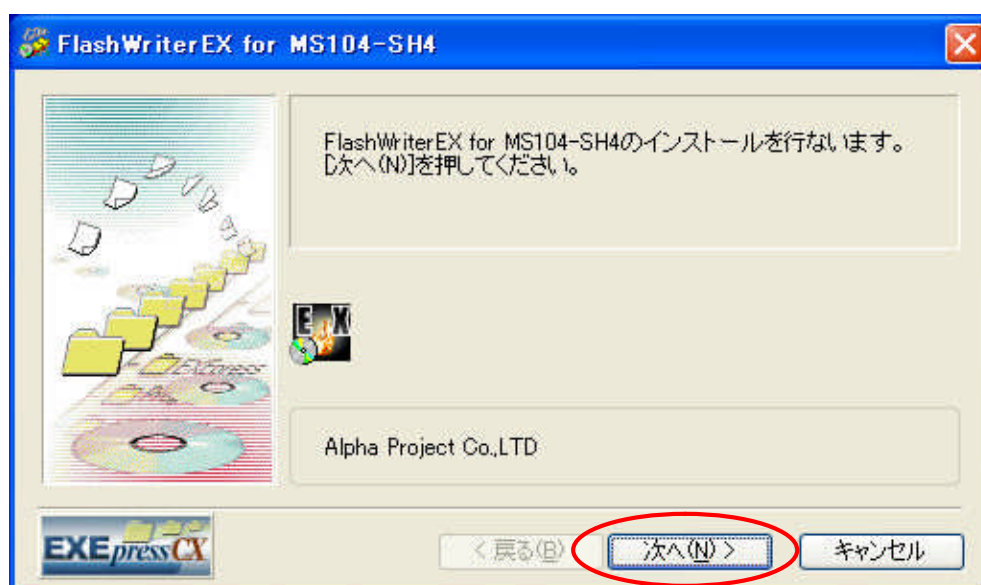 FlashWriterEX for MS104-SH4
FlashWriterEX for MS104-SH4のインストールを行ないます。
[次へ(N)]を押してください。
EX
EXEpress
Alpha Project Co.,LTD
EXEpressCX
< 戻る(B)
次へ(N) >
キャンセル